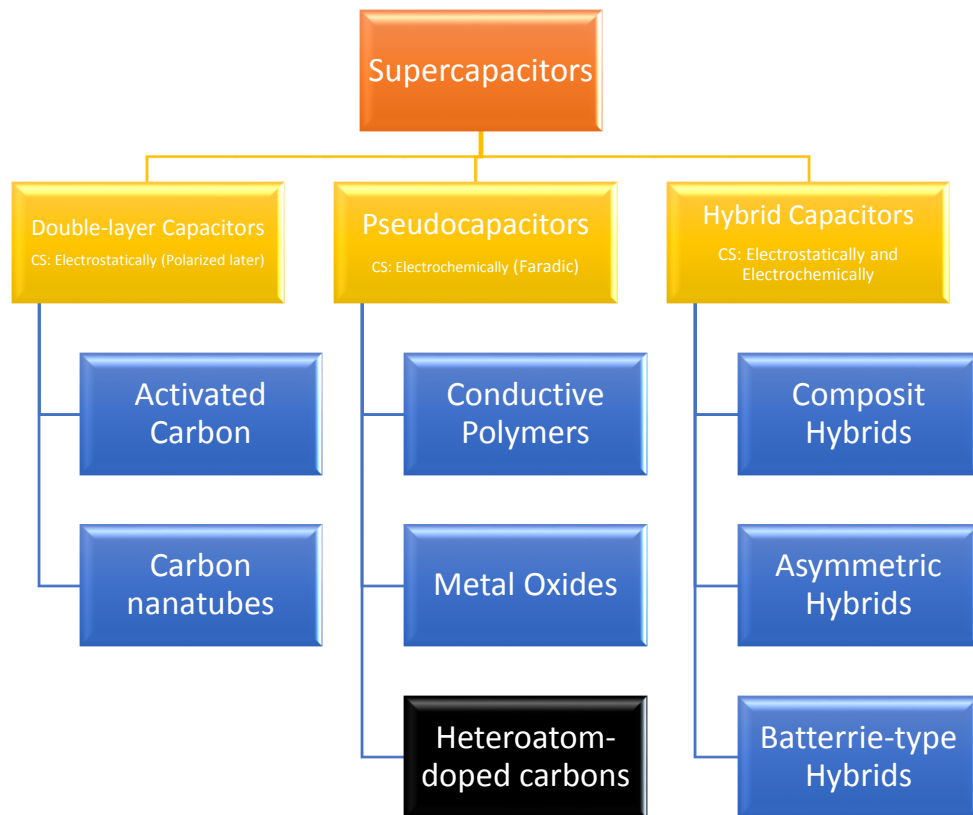 Supercapacitors
Double-layer Capacitors
CS: Electrostatically (Polarized later)
Pseudocapacitors
CS: Electrochemically (Faradic)
Hybrid Capacitors
CS: Electrostatically and
Electrochemically
Activated
Carbon
Conductive
Polymers
Composit
Hybrids
Carbon
nanatubes
Metal Oxides
Asymmetric
Hybrids
Heteroatom-
doped carbons
Batterrie-type
Hybrids